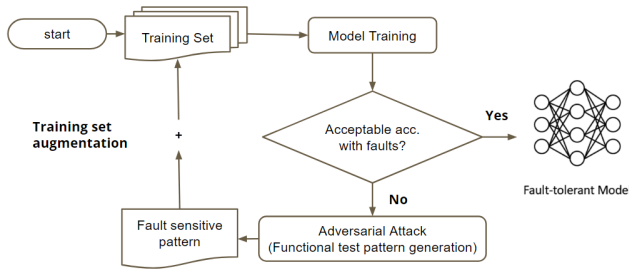 start
Training Set
Model Training
Training set
augmentation
+
Acceptable acc.
with faults?
Yes
Fault-tolerant Mode
No
Fault sensitive
pattern
Adversarial Attack
(Functional test pattern generation)